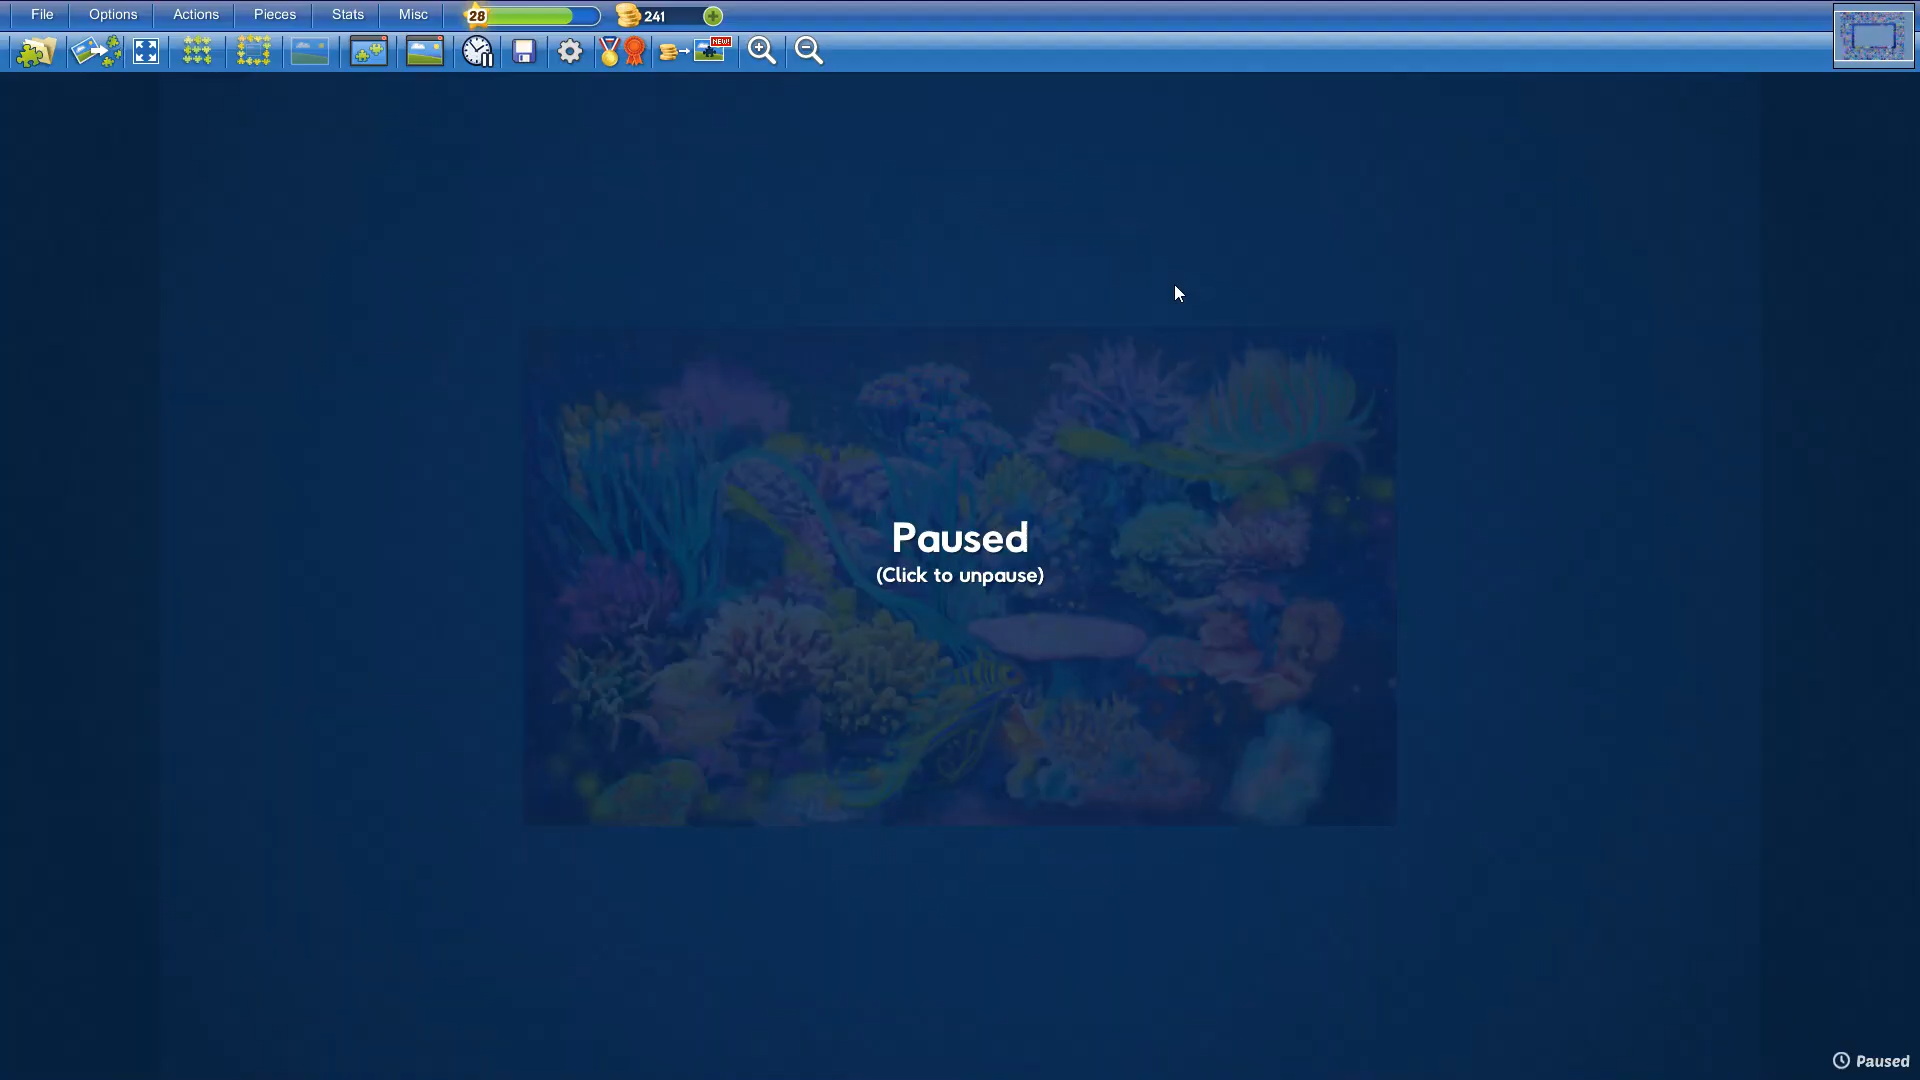 File Options Actions Pieces Stats Misc 28 241
NEW!
Paused
(Click to unpause)
Paused